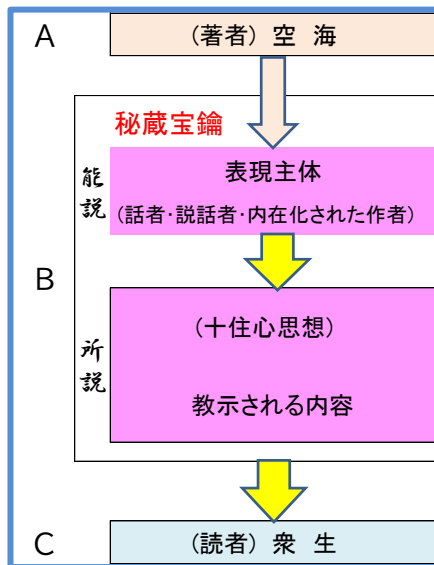 A
(著者) 空 海
秘蔵宝鑰
能説
表現主体
(話者・説話者・内在化された作者)
B
所説
(十住心思想)
教示される内容
C
(読者) 衆 生